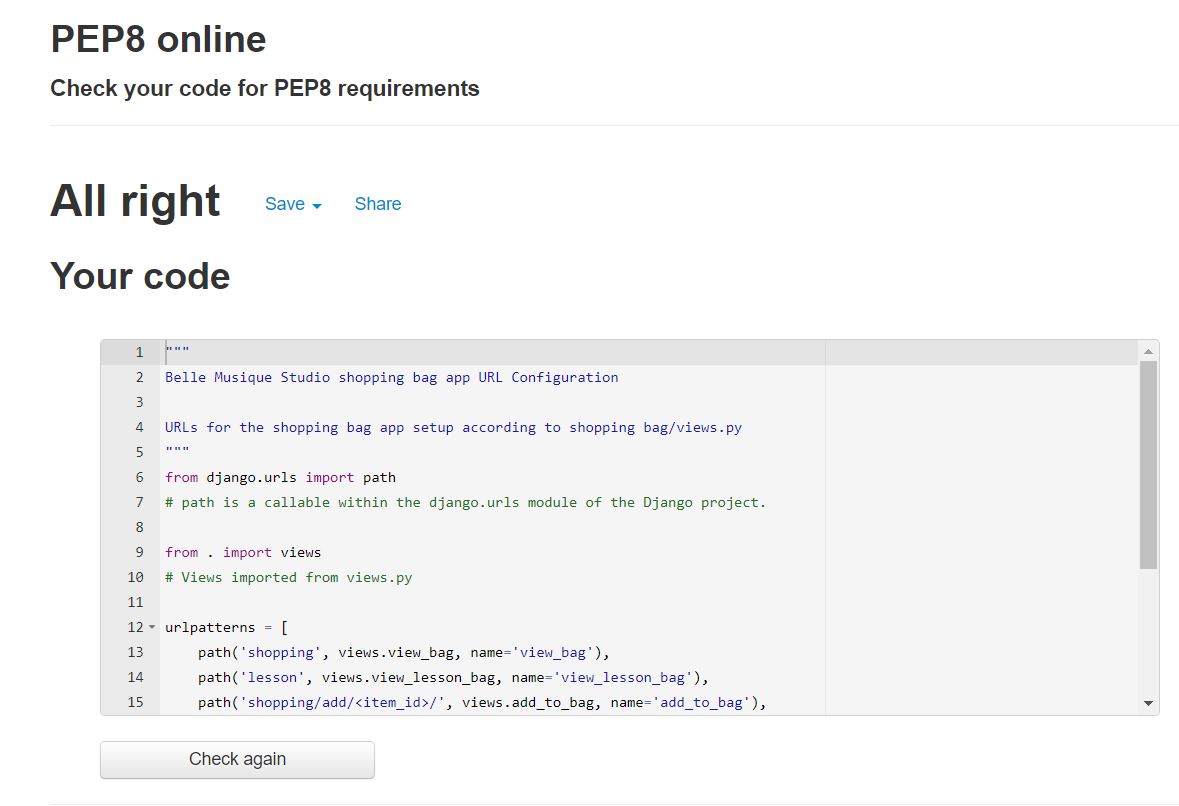 PEP8 online
Check your code for PEP8 requirements
All right Save Share
Your code
1 """
2 Belle Musique Studio shopping bag app URL Configuration
3
4 URLs for the shopping bag app setup according to shopping bag/views.py
5 """
6 from django.urls import path
7 # path is a callable within the django.urls module of the Django project.
8
9 from . import views
10 # Views imported from views.py
11
12 urlpatterns = [
13     path('shopping', views.view_bag, name='view_bag'),
14     path('lesson', views.view_lesson_bag, name='view_lesson_bag'),
15     path('shopping/add/<item_id>/', views.add_to_bag, name='add_to_bag'),
Check again